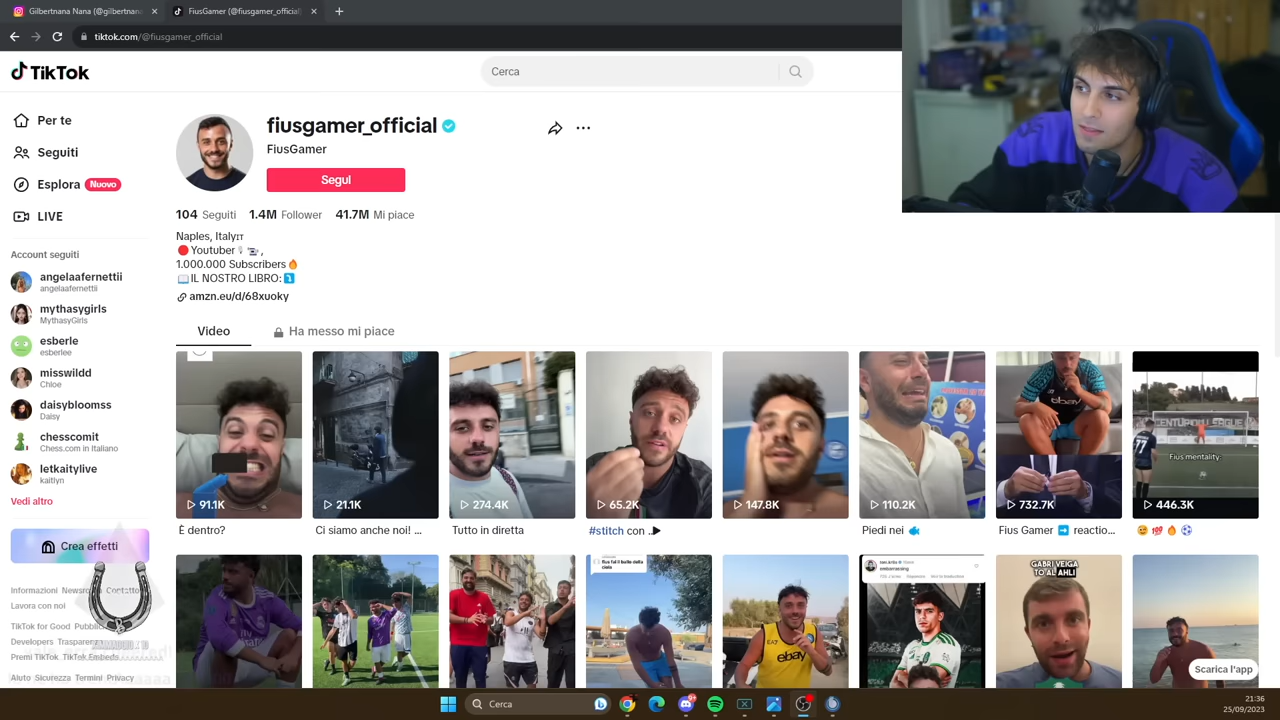 Gilbertnana Nana (@gilbertnana
FiusGamer (@fiusgamer_official)
tiktok.com/@fiusgamer_official
TikTok
Cerca
Per te
Seguiti
Esplora Nuovo
LIVE
Account seguiti
angelaafernettii
angelaafernettii
mythasygirls
MythasyGirls
esberle
esberlee
misswildd
Chloe
daisybloomss
Daisy
chesscomit
Chess.com in Italiano
letkaitylive
kaitlyn
Vedi altro
Crea effetti
Informazioni Contatto
Lavora con noi
TikTok for Good
Developers
Premi TikTok TikTok Embeds
Aiuto Sicurezza Termini Privacy
fiusgamer_official
FiusGamer
Segui
104 Seguiti 1.4M Follower 41.7M Mi piace
Naples, Italy
🔴Youtuber🎙🎥,
1.000.000 Subscribers🔥
📖IL NOSTRO LIBRO:⤵️
amzn.eu/d/68xuoky
Video
Ha messo mi piace
91.1K
21.1K
274.4K
65.2K
147.8K
110.2K
732.7K
Fius mentality:
446.3K
È dentro?
Ci siamo anche noi! ...
Tutto in diretta
#stitch con ..
Piedi nei 🐟
Fius Gamer ➡️ reactio...
🤕 💯 🔥 ⚽
ebay
GABRI VEIGA
TO AL AHLI
Scarica l'app
Cerca
21:36
25/09/2023